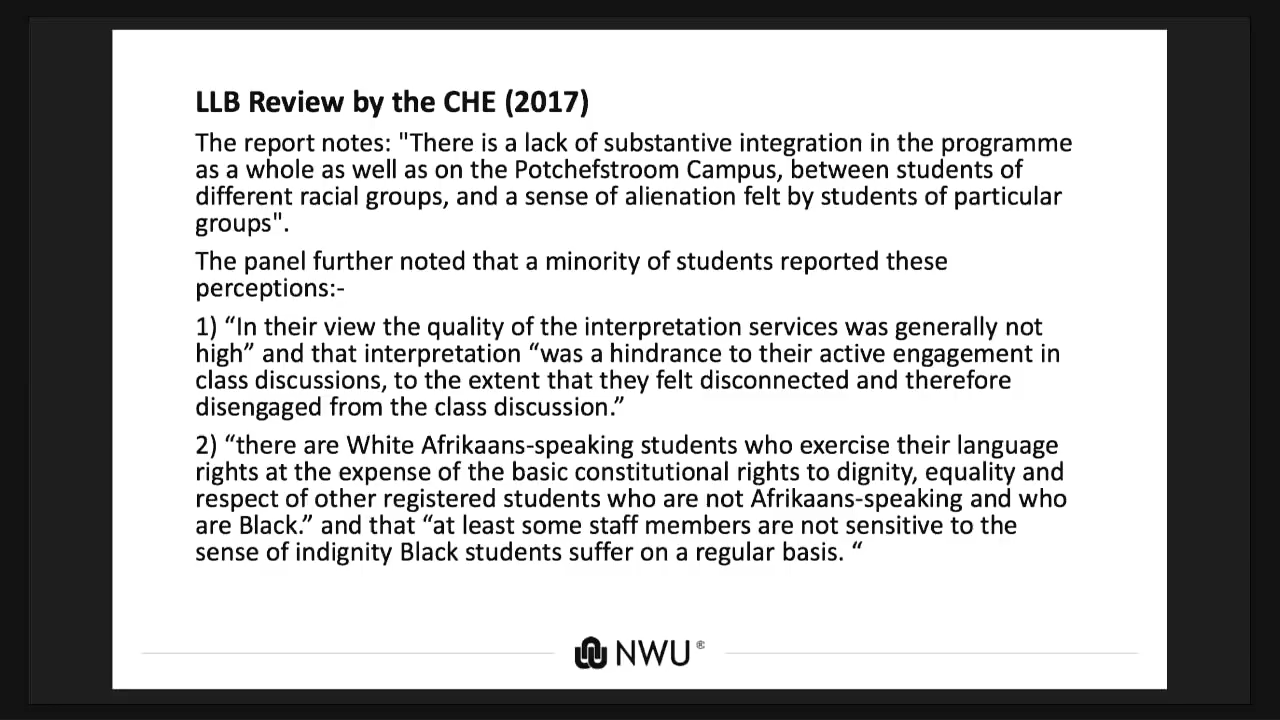 LLB Review by the CHE (2017)
The report notes: "There is a lack of substantive integration in the programme
as a whole as well as on the Potchefstroom Campus, between students of
different racial groups, and a sense of alienation felt by students of particular
groups".
The panel further noted that a minority of students reported these
perceptions:-
1) “In their view the quality of the interpretation services was generally not
high” and that interpretation “was a hindrance to their active engagement in
class discussions, to the extent that they felt disconnected and therefore
disengaged from the class discussion.”
2) “there are White Afrikaans-speaking students who exercise their language
rights at the expense of the basic constitutional rights to dignity, equality and
respect of other registered students who are not Afrikaans-speaking and who
are Black.” and that “at least some staff members are not sensitive to the
sense of indignity Black students suffer on a regular basis. “
NWU®